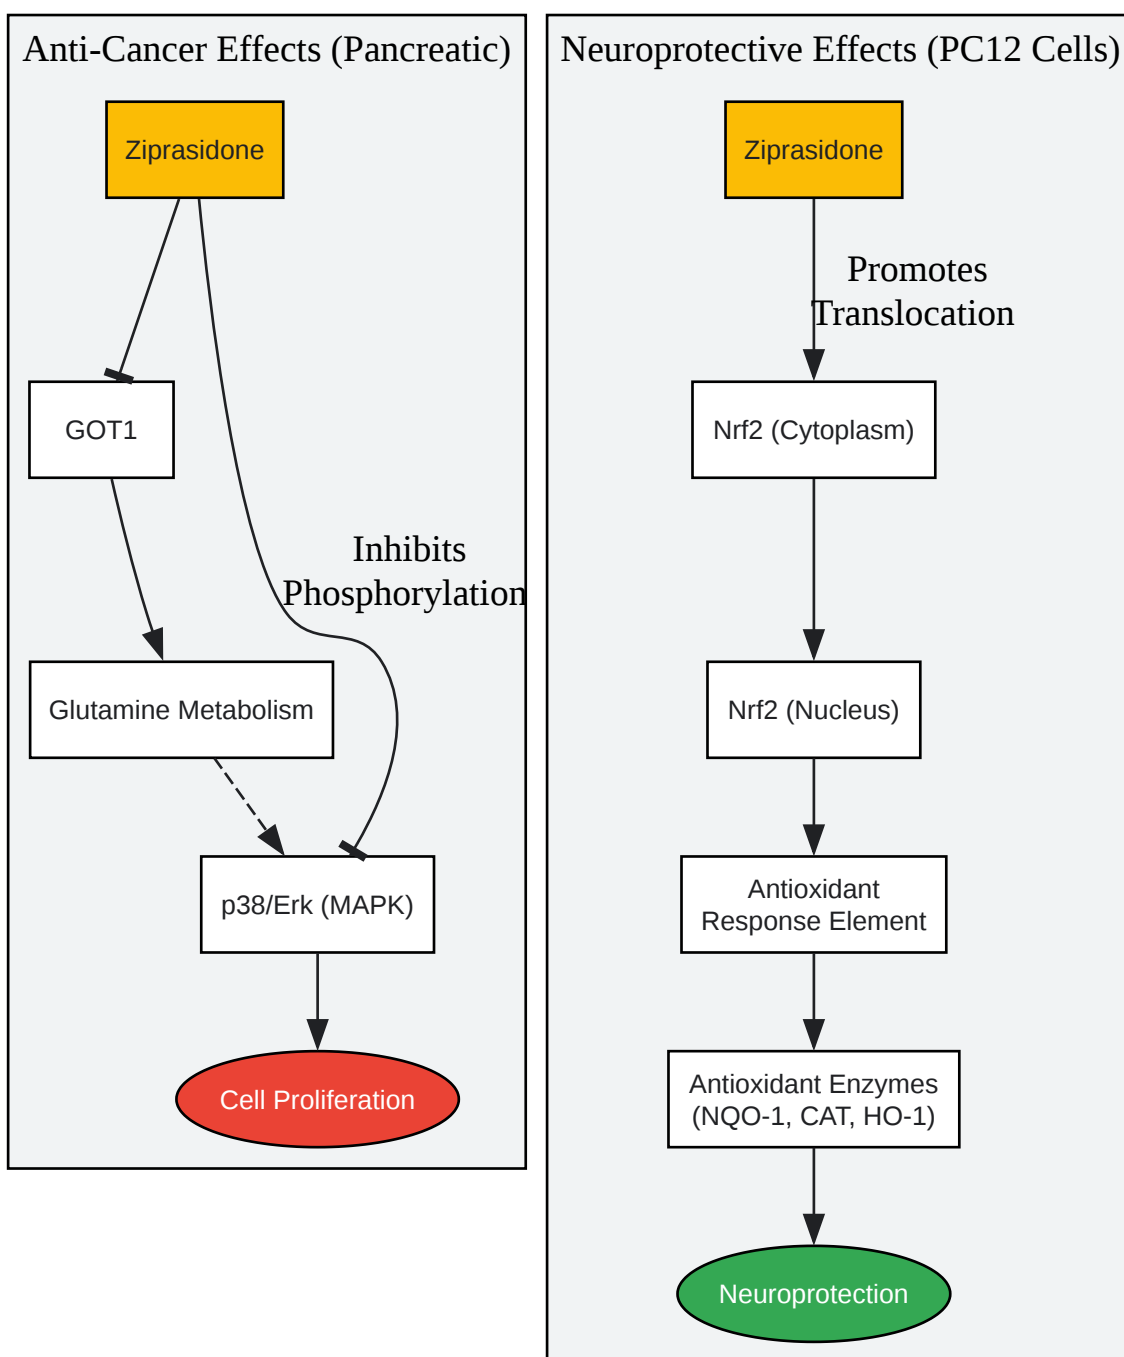 Anti-Cancer Effects (Pancreatic)
Ziprasidone
GOT1
Inhibits
Phosphorylation
Glutamine Metabolism
p38/Erk (MAPK)
Cell Proliferation
Neuroprotective Effects (PC12 Cells)
Ziprasidone
Promotes
Translocation
Nrf2 (Cytoplasm)
Nrf2 (Nucleus)
Antioxidant
Response Element
Antioxidant Enzymes
(NQO-1, CAT, HO-1)
Neuroprotection